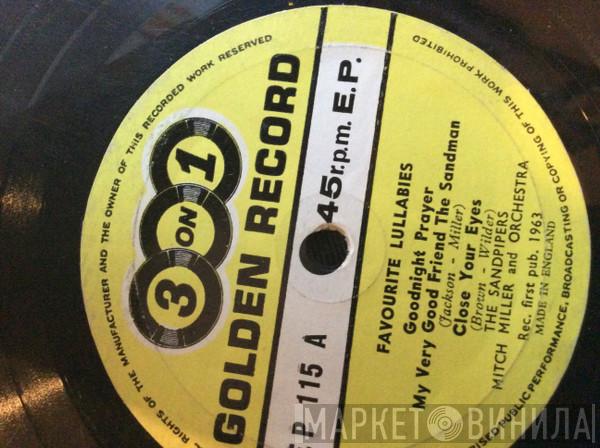 ALL RIGHTS OF THE MANUFACTURER AND THE OWNER OF THIS RECORDED WORK RESERVED
3 ON 1
GOLDEN RECORD
115 A
45 r.p.m. E.P.
FAVOURITE LULLABIES
Goodnight Prayer
My Very Good Friend The Sandman
(Jackson - Miller)
Close Your Eyes
(Brown - Wilder)
THE SANDPIPERS
MITCH MILLER and ORCHESTRA
Rec. first pub. 1963
MADE IN ENGLAND
PUBLIC PERFORMANCE, BROADCASTING OR COPYING OF THIS WORK PROHIBITED
МАРКЕТ ВИНИЛА